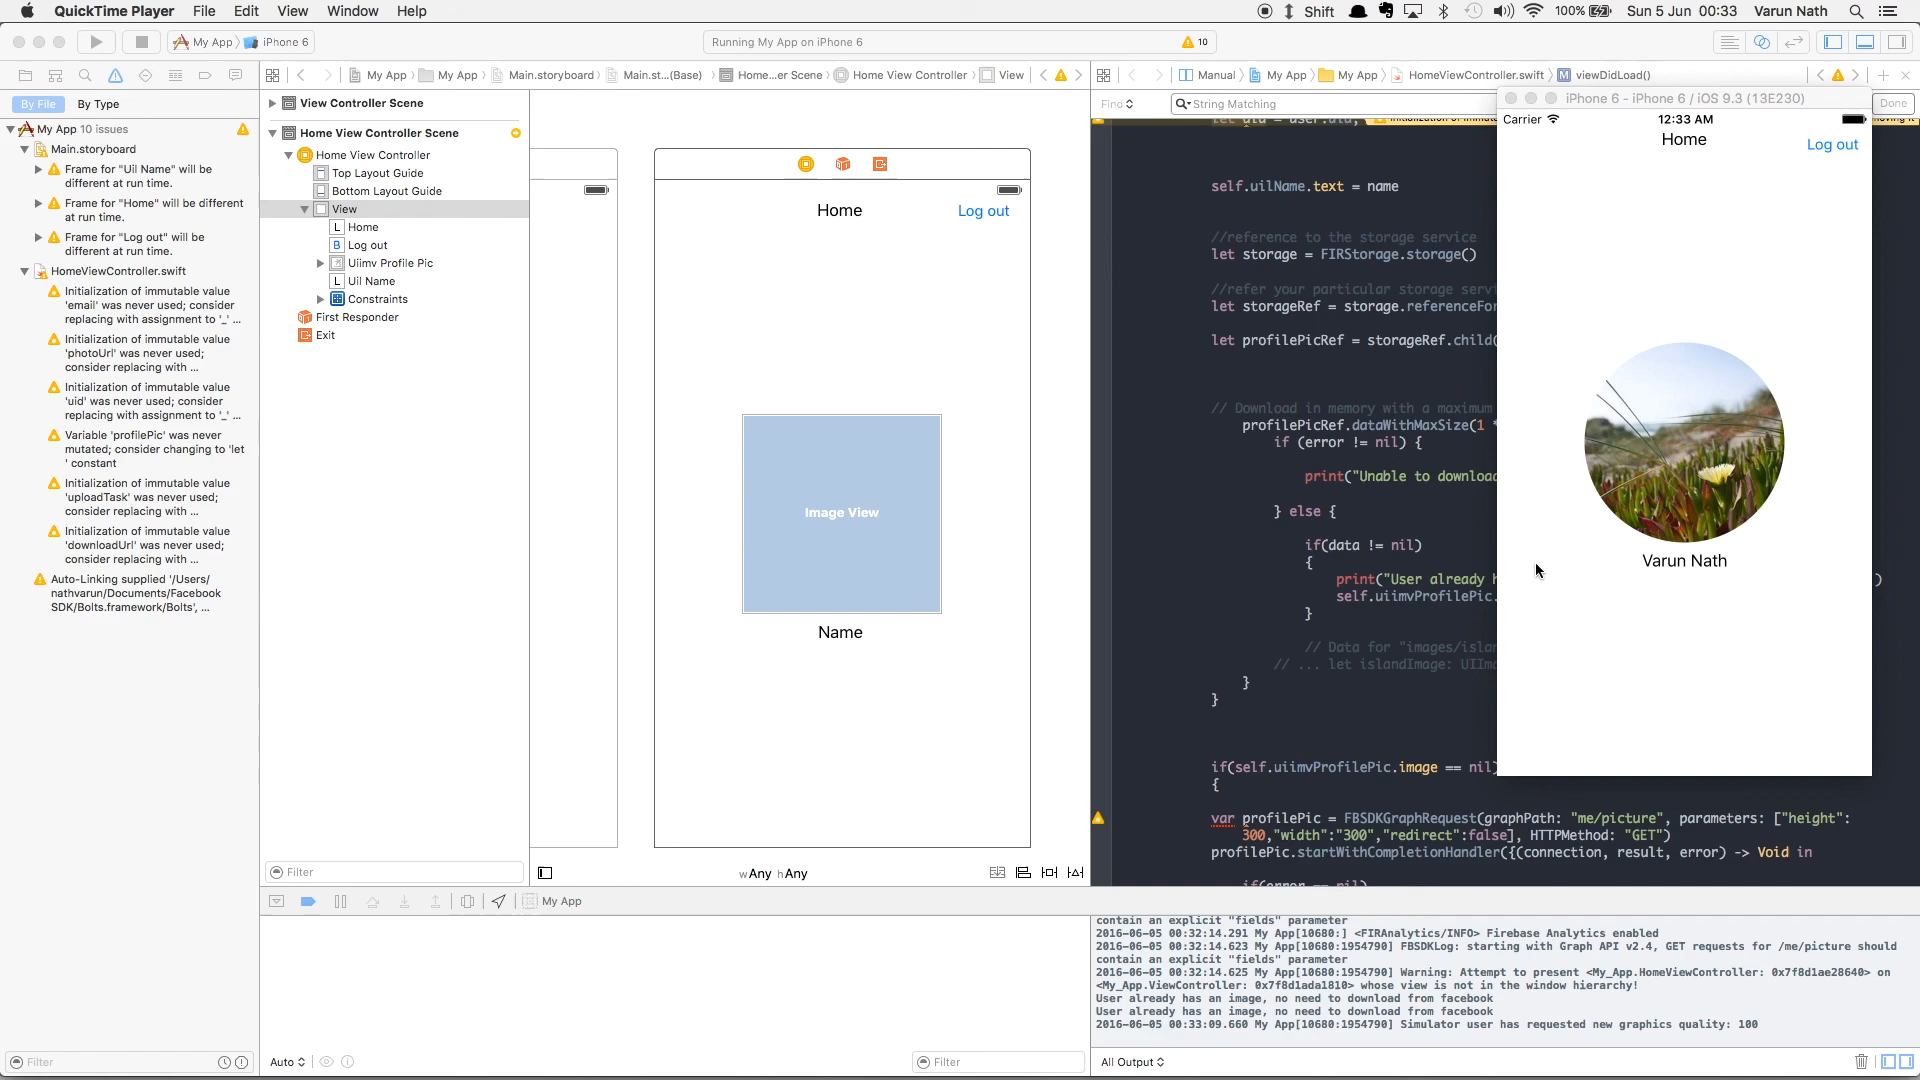 QuickTime Player File Edit View Window Help
Shift 100% Sun 5 Jun 00:33 Varun Nath
My App iPhone 6
Running My App on iPhone 6
10
My App My App Main.storyboard Main.st...(Base) Home...er Scene Home View Controller View
Manual My App My App HomeViewController.swift M viewDidLoad()
By File By Type
My App 10 issues
Main.storyboard
Frame for "Uil Name" will be
different at run time.
Frame for "Home" will be different
at run time.
Frame for "Log out" will be
different at run time.
HomeViewController.swift
Initialization of immutable value
'email' was never used; consider
replacing with assignment to '_' ...
Initialization of immutable value
'photoUrl' was never used;
consider replacing with ...
Initialization of immutable value
'uid' was never used; consider
replacing with assignment to '_' ...
Variable 'profilePic' was never
mutated; consider changing to 'let
' constant
Initialization of immutable value
'uploadTask' was never used;
consider replacing with ...
Initialization of immutable value
'downloadUrl' was never used;
consider replacing with ...
Auto-Linking supplied '/Users/
nathvarun/Documents/Facebook
SDK/Bolts.framework/Bolts', ...
Filter
View Controller Scene
Home View Controller Scene
Home View Controller
Top Layout Guide
Bottom Layout Guide
View
L Home
B Log out
Uiimv Profile Pic
L Uil Name
Constraints
First Responder
Exit
Filter
Home
Log out
Image View
Name
wAny hAny
Find
String Matching
Done
self.uilName.text = name
//reference to the storage service
let storage = FIRStorage.storage()
//refer your particular storage servi
let storageRef = storage.referenceFor
let profilePicRef = storageRef.child(
// Download in memory with a maximum
profilePicRef.dataWithMaxSize(1 *
if (error != nil) {
print("Unable to download
} else {
if(data != nil)
{
print("User already h
)
self.uiimvProfilePic.
}
// Data for "images/islan
// ... let islandImage: UIIma
}
}
if(self.uiimvProfilePic.image == nil)
{
var profilePic = FBSDKGraphRequest(graphPath: "me/picture", parameters: ["height":
300,"width":"300","redirect":false], HTTPMethod: "GET")
profilePic.startWithCompletionHandler({(connection, result, error) -> Void in
if(error == nil)
iPhone 6 - iPhone 6 / iOS 9.3 (13E230)
Carrier 12:33 AM
Home
Log out
Varun Nath
My App
contain an explicit "fields" parameter
2016-06-05 00:32:14.291 My App[10680:] <FIRAnalytics/INFO> Firebase Analytics enabled
2016-06-05 00:32:14.623 My App[10680:1954790] FBSDKLog: starting with Graph API v2.4, GET requests for /me/picture should
contain an explicit "fields" parameter
2016-06-05 00:32:14.625 My App[10680:1954790] Warning: Attempt to present <My_App.HomeViewController: 0x7f8d1ae28640> on
<My_App.ViewController: 0x7f8d1ada1810> whose view is not in the window hierarchy!
User already has an image, no need to download from facebook
User already has an image, no need to download from facebook
2016-06-05 00:33:09.660 My App[10680:1954790] Simulator user has requested new graphics quality: 100
Auto
Filter
All Output